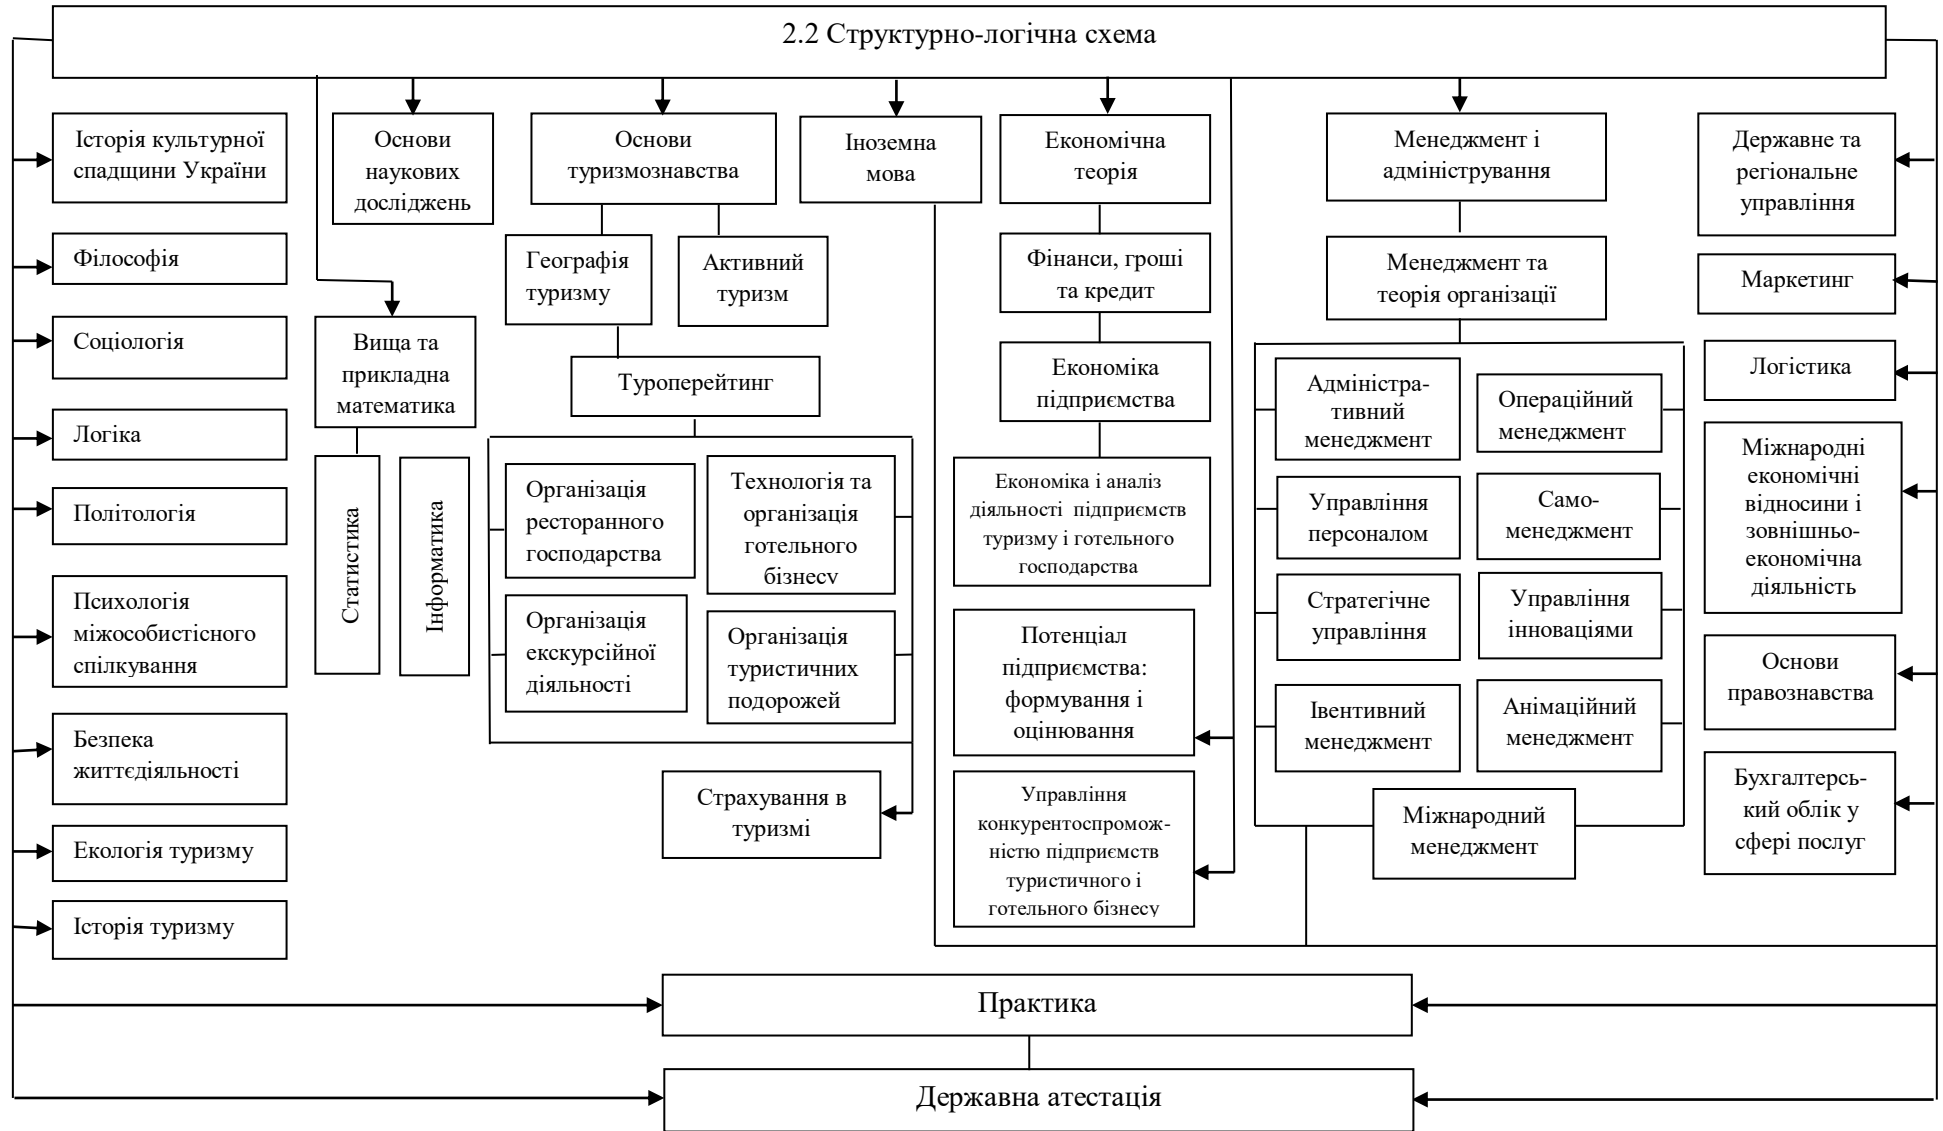 2.2 Структурно-логічна схема
Історія культурної
спадщини України
Філософія
Соціологія
Логіка
Політологія
Психологія
міжособистісного
спілкування
Безпека
життєдіяльності
Екологія туризму
Історія туризму
Основи
наукових
досліджень
Вища та
прикладна
математика
Статистика
Інформатика
Основи
туризмознавства
Географія
туризму
Активний
туризм
Туроперейтинг
Організація
ресторанного
господарства
Технологія та
організація
готельного
бізнесу
Організація
екскурсійної
діяльності
Організація
туристичних
подорожей
Страхування в
туризмі
Іноземна
мова
Економічна
теорія
Фінанси, гроші
та кредит
Економіка
підприємства
Економіка і аналіз
діяльності підприємств
туризму і готельного
господарства
Потенціал
підприємства:
формування і
оцінювання
Управління
конкурентоспромож-
ністю підприємств
туристичного і
готельного бізнесу
Менеджмент і
адміністрування
Менеджмент та
теорія організації
Адміністра-
тивний
менеджмент
Операційний
менеджмент
Управління
персоналом
Само-
менеджмент
Стратегічне
управління
Управління
інноваціями
Івентивний
менеджмент
Анімаційний
менеджмент
Міжнародний
менеджмент
Державне та
регіональне
управління
Маркетинг
Логістика
Міжнародні
економічні
відносини і
зовнішньо-
економічна
діяльність
Основи
правознавства
Бухгалтерсь-
кий облік у
сфері послуг
Практика
Державна атестація